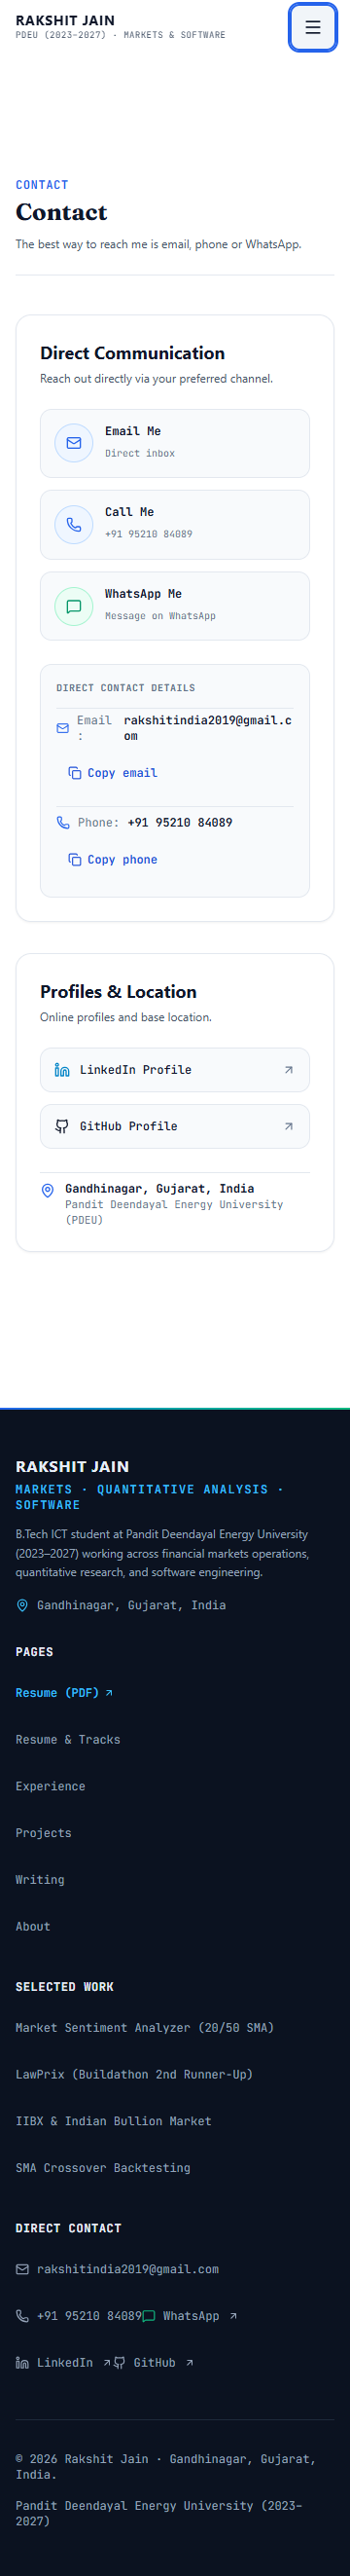 RAKSHIT JAIN
PDEU (2023–2027) · MARKETS & SOFTWARE
CONTACT
Contact
The best way to reach me is email, phone or WhatsApp.
Direct Communication
Reach out directly via your preferred channel.
Email Me
Direct inbox
Call Me
+91 95210 84089
WhatsApp Me
Message on WhatsApp
DIRECT CONTACT DETAILS
Email rakshitindia2019@gmail.c
: om
Copy email
Phone: +91 95210 84089
Copy phone
Profiles & Location
Online profiles and base location.
LinkedIn Profile
GitHub Profile
Gandhinagar, Gujarat, India
Pandit Deendayal Energy University
(PDEU)
RAKSHIT JAIN
MARKETS · QUANTITATIVE ANALYSIS ·
SOFTWARE
B.Tech ICT student at Pandit Deendayal Energy University
(2023–2027) working across financial markets operations,
quantitative research, and software engineering.
Gandhinagar, Gujarat, India
PAGES
Resume (PDF)
Resume & Tracks
Experience
Projects
Writing
About
SELECTED WORK
Market Sentiment Analyzer (20/50 SMA)
LawPrix (Buildathon 2nd Runner-Up)
IIBX & Indian Bullion Market
SMA Crossover Backtesting
DIRECT CONTACT
rakshitindia2019@gmail.com
+91 95210 84089 WhatsApp
LinkedIn GitHub
© 2026 Rakshit Jain · Gandhinagar, Gujarat,
India.
Pandit Deendayal Energy University (2023–
2027)